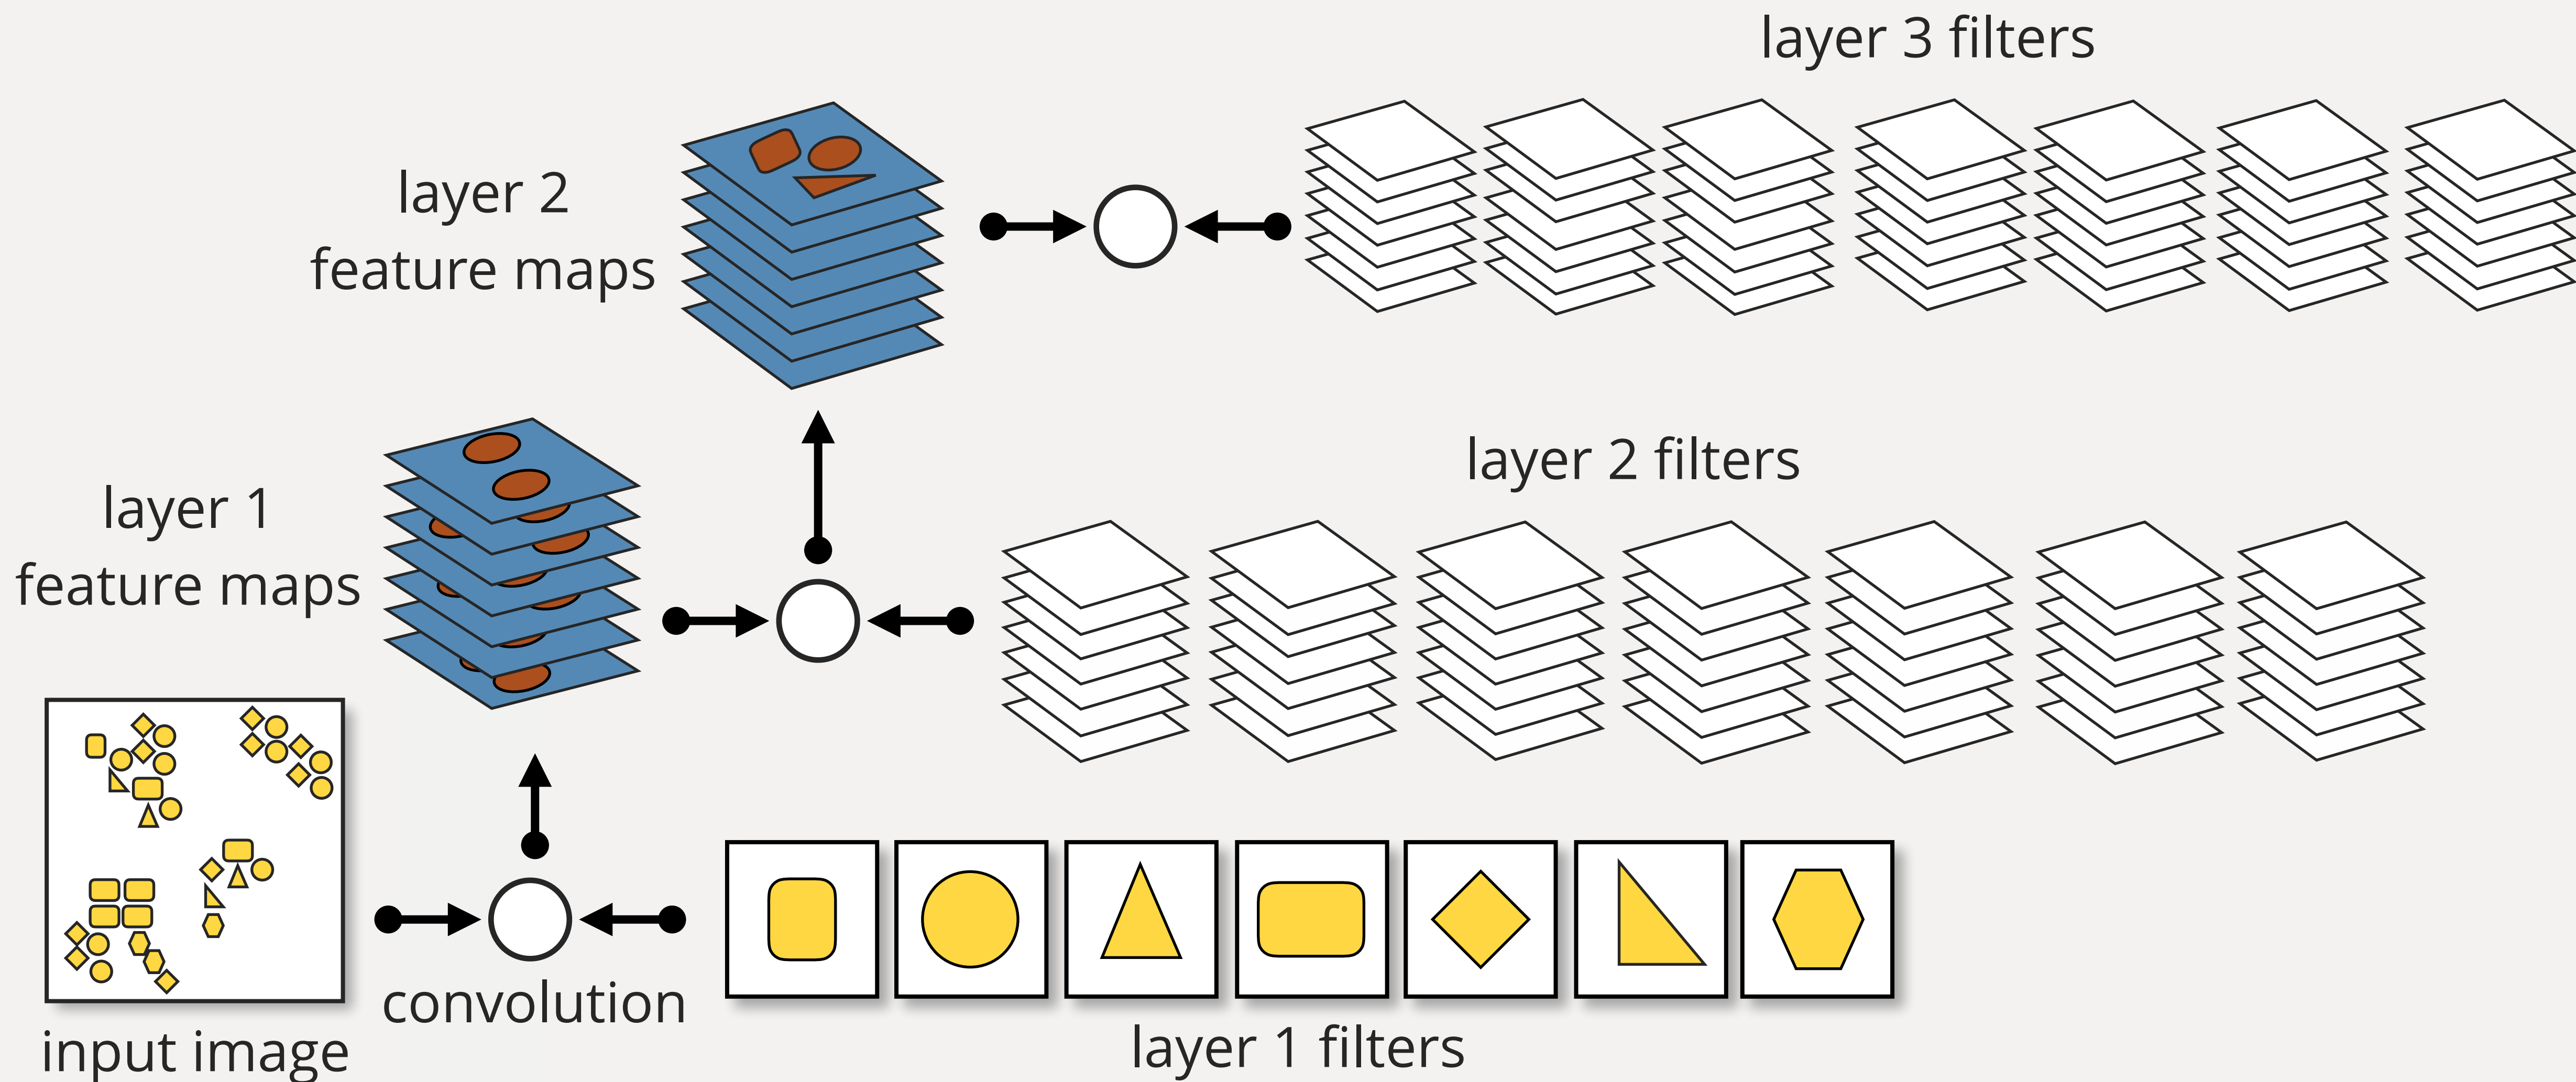 layer 3 filters
layer 2
feature maps
layer 2 filters
layer 1
feature maps
convolution
layer 1 filters
input image